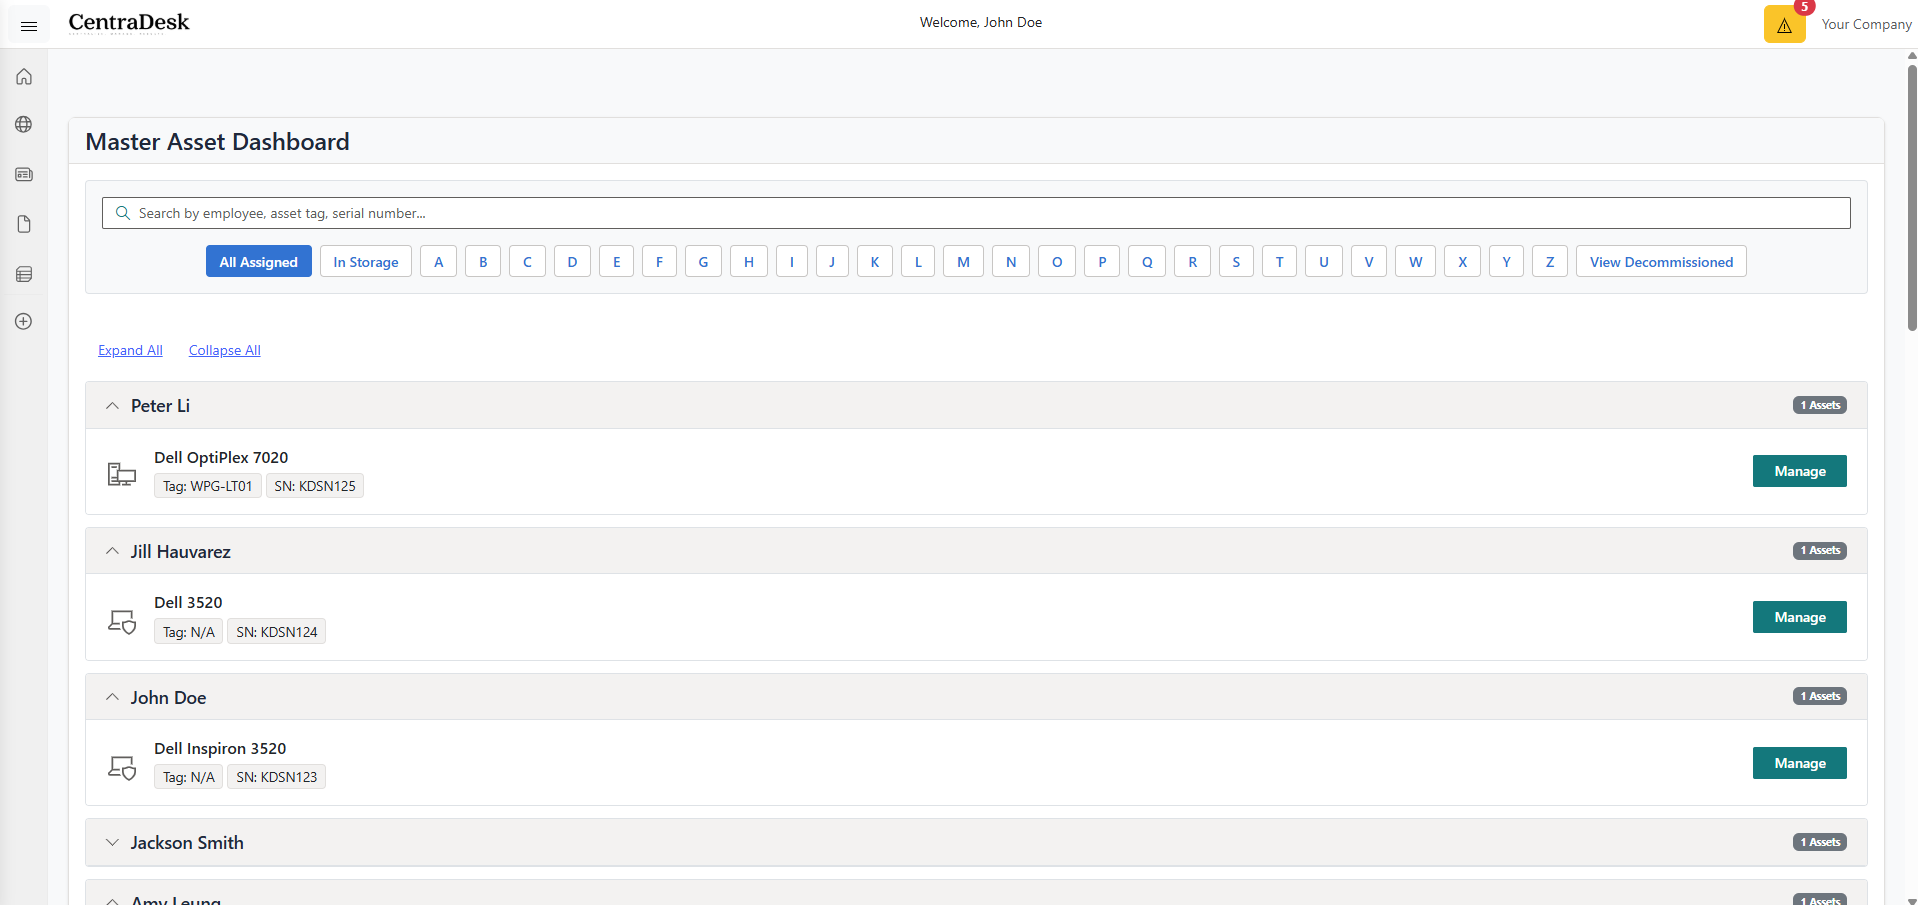 CentraDesk
Welcome, John Doe
5
Your Company
Master Asset Dashboard
Search by employee, asset tag, serial number...
All Assigned In Storage A B C D E F G H I J K L M N O P Q R S T U V W X Y Z View Decommissioned
Expand All Collapse All
Peter Li 1 Assets
Dell OptiPlex 7020
Tag: WPG-LT01 SN: KDSN125
Manage
Jill Hauvarez 1 Assets
Dell 3520
Tag: N/A SN: KDSN124
Manage
John Doe 1 Assets
Dell Inspiron 3520
Tag: N/A SN: KDSN123
Manage
Jackson Smith 1 Assets
Amy Leung 1 Assets